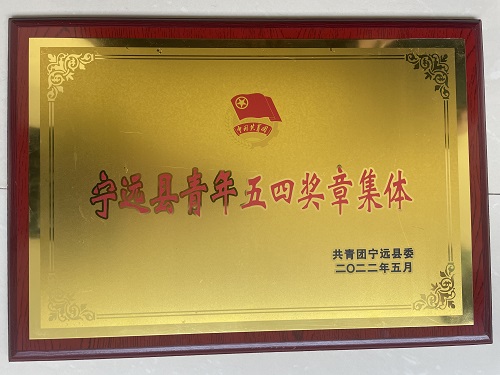 中国共青团
宁远县青年五四奖章集体
共青团宁远县委
二〇二二年五月